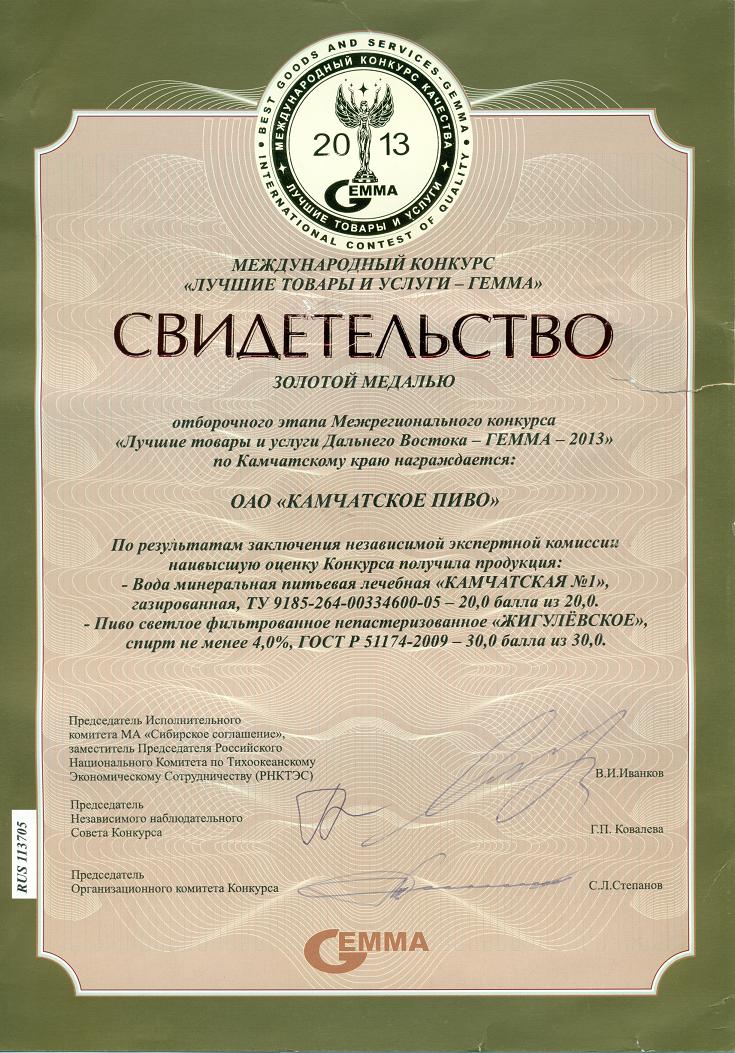 BEST GOODS AND SERVICES-GEMMA
INTERNATIONAL CONTEST OF QUALITY
МЕЖДУНАРОДНЫЙ КОНКУРС КАЧЕСТВА
ЛУЧШИЕ ТОВАРЫ И УСЛУГИ
2013
GEMMA
МЕЖДУНАРОДНЫЙ КОНКУРС
«ЛУЧШИЕ ТОВАРЫ И УСЛУГИ – ГЕММА»
СВИДЕТЕЛЬСТВО
ЗОЛОТОЙ МЕДАЛЬЮ
отборочного этапа Межрегионального конкурса
«Лучшие товары и услуги Дальнего Востока – ГЕММА – 2013»
по Камчатскому краю награждается:
ОАО «КАМЧАТСКОЕ ПИВО»
По результатам заключения независимой экспертной комиссии
наивысшую оценку Конкурса получила продукция:
- Вода минеральная питьевая лечебная «КАМЧАТСКАЯ №1»,
газированная, ТУ 9185-264-00334600-05 – 20,0 балла из 20,0.
- Пиво светлое фильтрованное непастеризованное «ЖИГУЛЁВСКОЕ»,
спирт не менее 4,0%, ГОСТ Р 51174-2009 – 30,0 балла из 30,0.
Председатель Исполнительного
комитета МА «Сибирское соглашение»,
заместитель Председателя Российского
Национального Комитета по Тихоокеанскому
Экономическому Сотрудничеству (РНКТЭС)
В.И.Иванков
Председатель
Независимого наблюдательного
Совета Конкурса
Г.П. Ковалева
Председатель
Организационного комитета Конкурса
С.Л.Степанов
RUS 113705
GEMMA